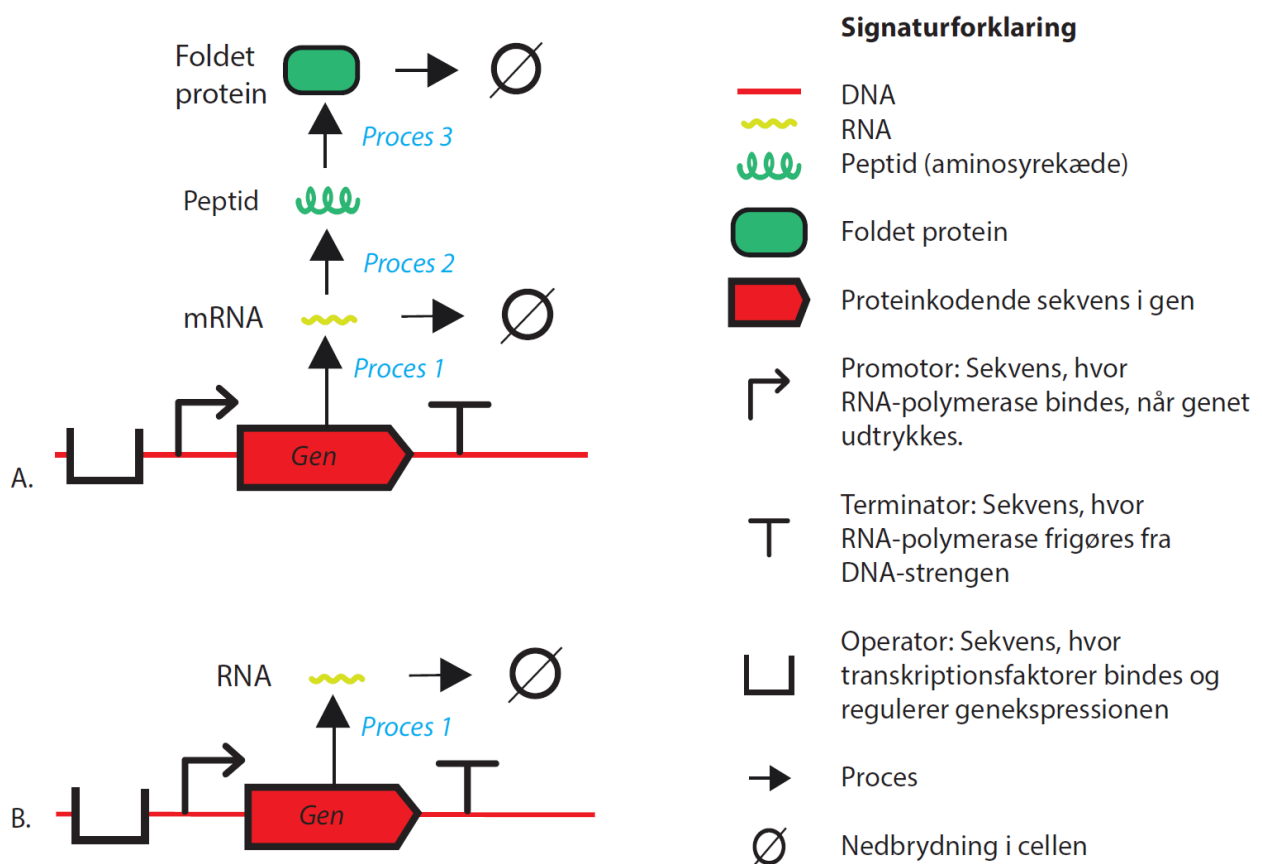 Foldet
protein
Proces 3
Peptid
Proces 2
mRNA
Proces 1
Gen
A.
RNA
Proces 1
Gen
B.
Signaturforklaring
DNA
RNA
Peptid (aminosyrekæde)
Foldet protein
Proteinkodende sekvens i gen
Promotor: Sekvens, hvor
RNA-polymerase bindes, når genet
udtrykkes.
Terminator: Sekvens, hvor
RNA-polymerase frigøres fra
DNA-strengen
Operator: Sekvens, hvor
transkriptionsfaktorer bindes og
regulerer genekspressionen
Proces
Nedbrydning i cellen